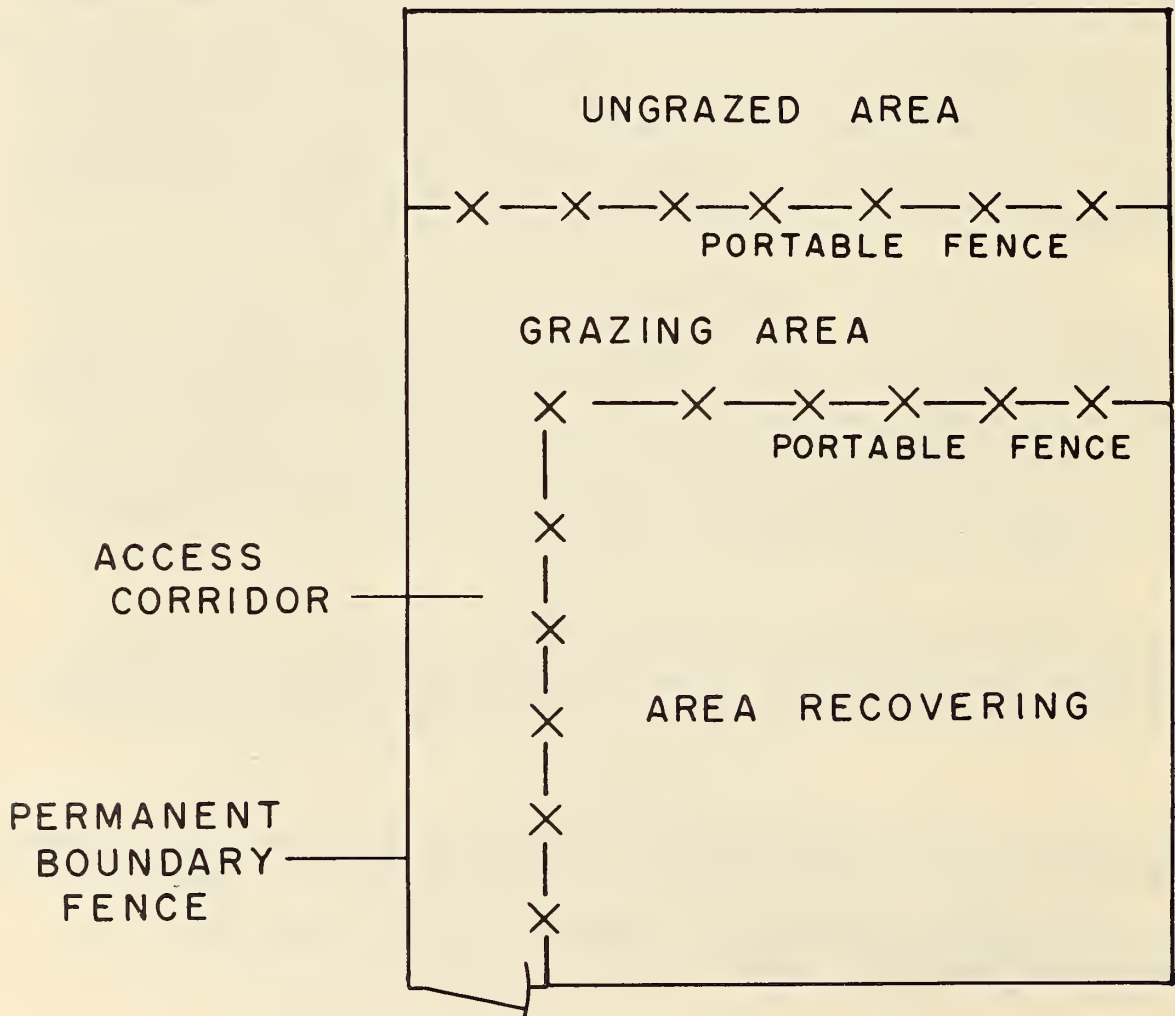 UNGRAZED AREA
PORTABLE FENCE
GRAZING AREA
PORTABLE FENCE
ACCESS
CORRIDOR
AREA RECOVERING
PERMANENT
BOUNDARY
FENCE